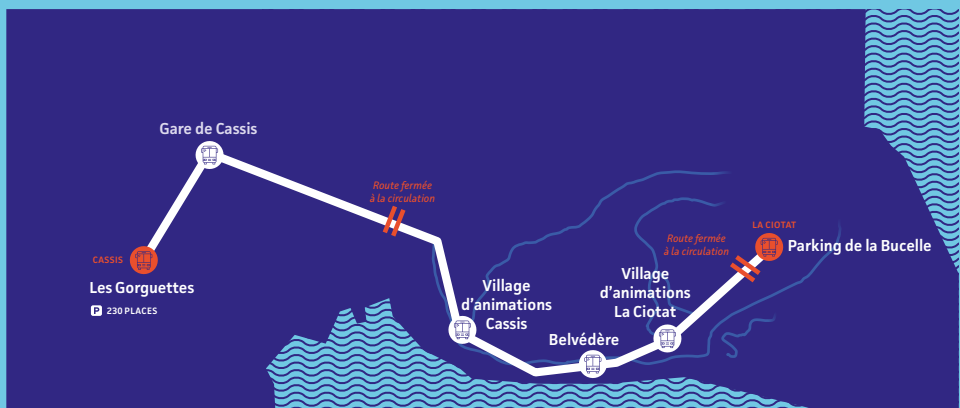 Gare de Cassis
Route fermée
à la circulation
CASSIS
Les Gorguettes
P 230 PLACES
Village
d'animations
Cassis
Belvédère
Village
d'animations
La Ciotat
Route fermée
à la circulation
LA CIOTAT
Parking de la Bucelle